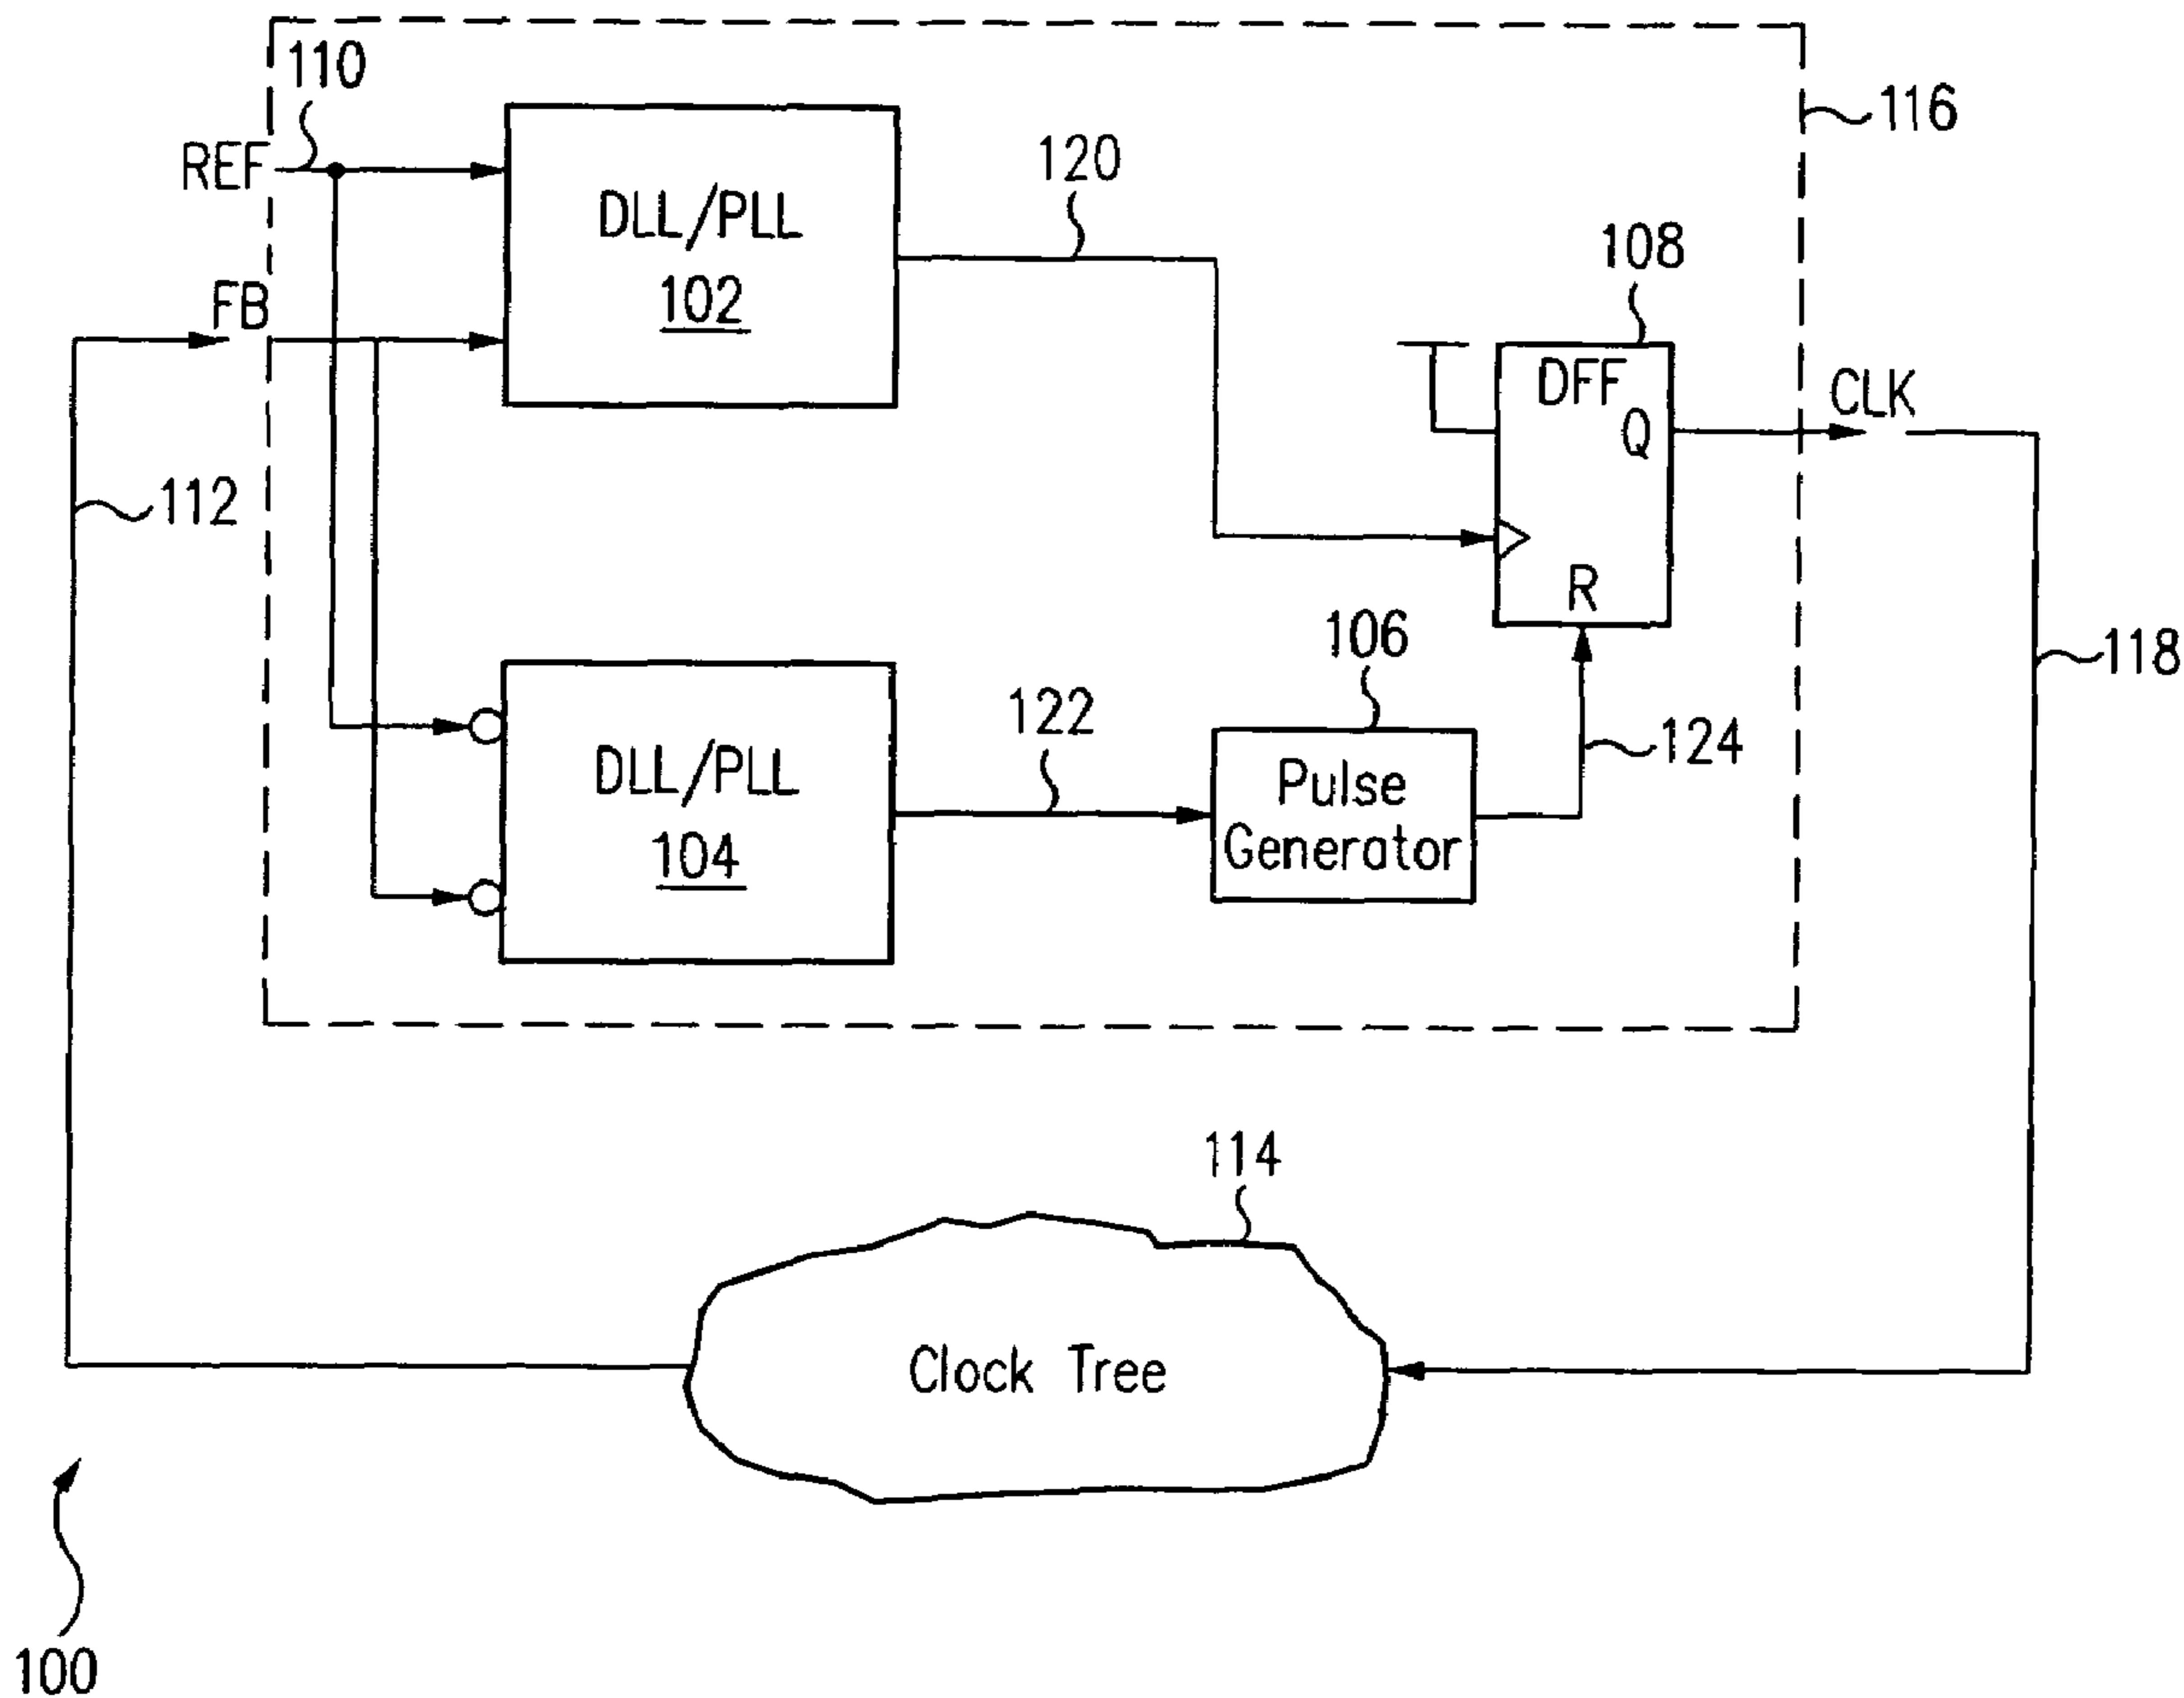 110
116
REF
DLL/PLL
102
120
108
FB
DFF
Q
CLK
112
R
106
118
DLL/PLL
104
122
124
Pulse
Generator
114
Clock Tree
100